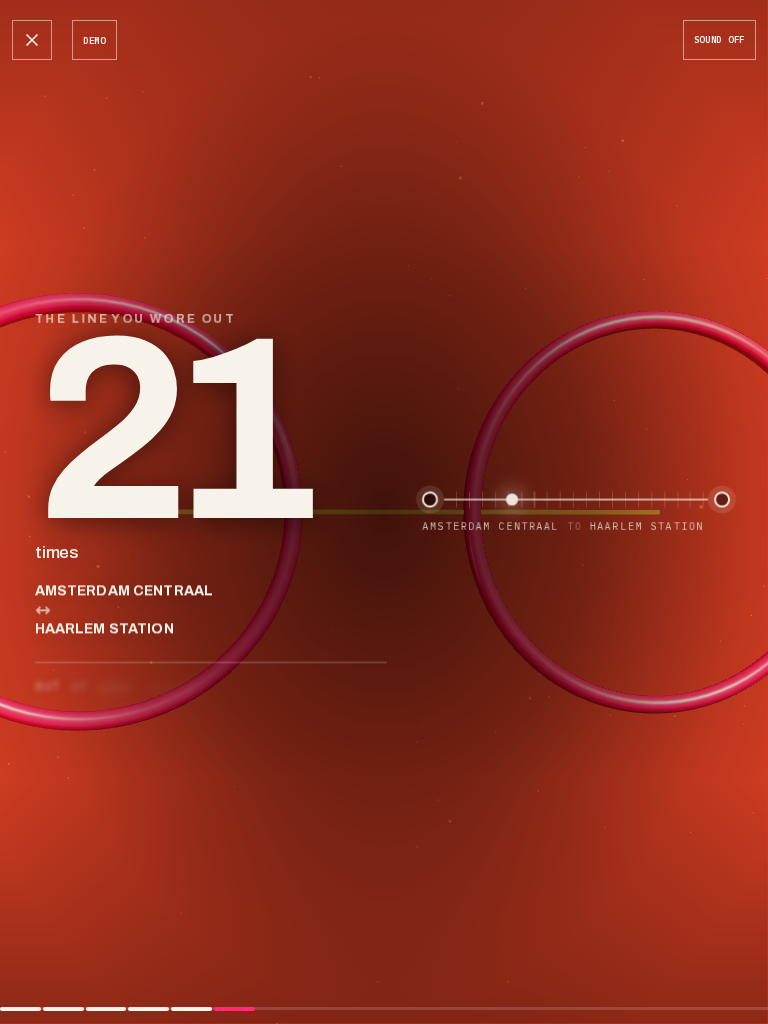 DEMO
SOUND OFF
THE LINE YOU WORE OUT
21
times
AMSTERDAM CENTRAAL
↔
HAARLEM STATION
AMSTERDAM CENTRAAL TO HAARLEM STATION